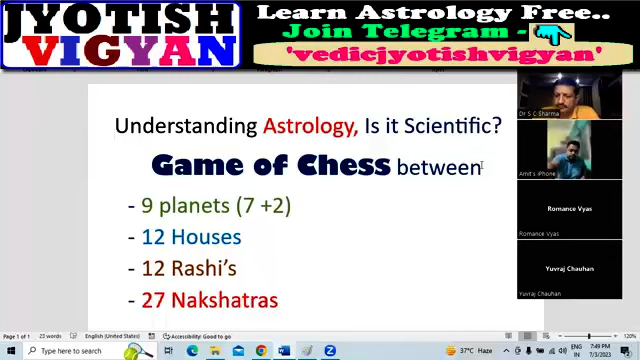 JYOTISH
VIGYAN
Learn Astrology Free..
Join Telegram -
'vedicjyotishvigyan'
Understanding Astrology, Is it Scientific?
Game of Chess between
- 9 planets (7 +2)
- 12 Houses
- 12 Rashi's
- 27 Nakshatras
Dr S C Sharma
Amit's iPhone
Romance Vyas
Romance Vyas
Yuvraj Chauhan
Yuvraj Chauhan
Page 1 of 1 23 words English (United States) Accessibility: Good to go 120%
Type here to search 37°C Haze ENG IN 7:49 PM 7/3/2023